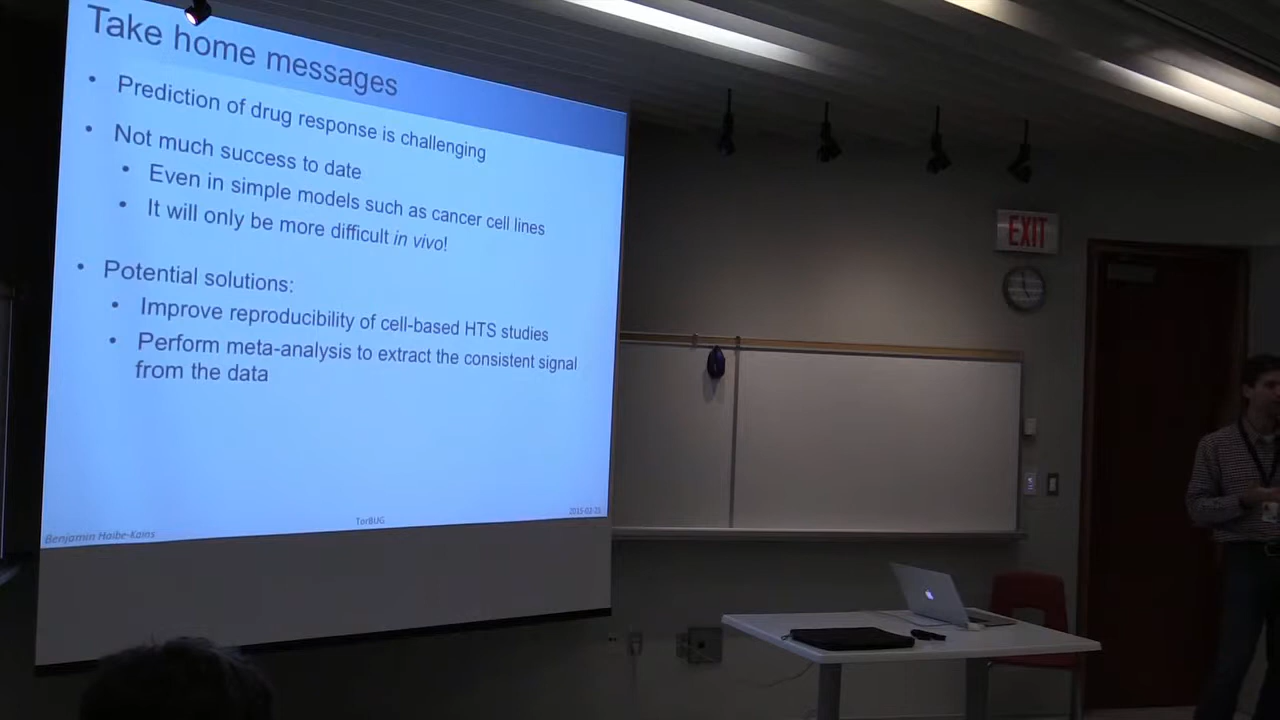 Take home messages
• Prediction of drug response is challenging
• Not much success to date
• Even in simple models such as cancer cell lines
• It will only be more difficult in vivo!
• Potential solutions:
• Improve reproducibility of cell-based HTS studies
• Perform meta-analysis to extract the consistent signal
from the data
Benjamin Haibe-Kains
TorBUG
EXIT